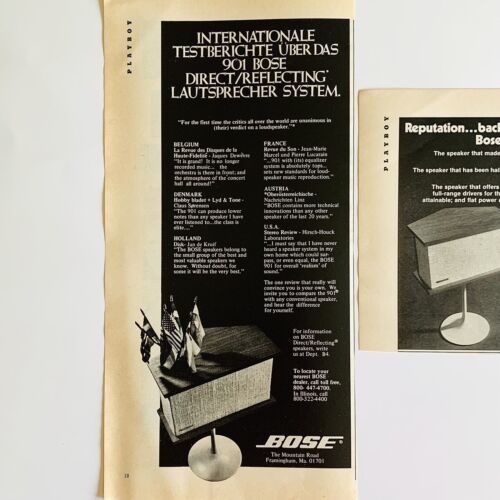 PLAYBOY
INTERNATIONALE
TESTBERICHTE ÜBER DAS
901 BOSE
DIRECT/REFLECTING®
LAUTSPRECHER SYSTEM.
"For the first time the critics all over the world are unanimous in
(their) verdict on a loudspeaker."*
BELGIUM
La Revue des Disques de la
Haute-Fidelité - Jaques Dewèvre
"It is grand! It is no longer
recorded music... the
orchestra is there in front; and
the atmosphere of the concert
hall all around!"
DENMARK
Hobby bladet + Lyd & Tone -
Claus Sørensen
"The 901 can produce lower
notes than any speaker I have
ever listened to...the class is
elite..."
HOLLAND
Disk- Jan de Kruif
"The BOSE speakers belong to
the small group of the best and
most valuable speakers we
know. Without doubt, for
some it will be the very best."
FRANCE
Revue du Son - Jean-Marie
Marcel und Pierre Lucarain
"...901 with its (equalizer)
system is absolutely tops...
sets new standards for loud-
speaker music reproduction."
AUSTRIA
*Oberösterreichische -
Nachrichten Linz
"BOSE contains more technical
innovations than any other
speaker of the last 20 years."
U.S.A.
Stereo Review - Hirsch-Houck
Laboratories
"...I must say that I have never
heard a speaker system in my
own home which could sur-
pass, or even equal, the BOSE
901 for overall 'realism' of
sound."
The one review that really will
convince you is your own. We
invite you to compare the 901®
with any conventional speaker,
and hear the difference
for yourself.
For information
on BOSE
Direct/Reflecting®
speakers, write
us at Dept. B4.
To locate your
nearest BOSE
dealer, call toll free,
800- 447-4700.
In Illinois, call
800-322-4400
BOSE®
The Mountain Road
Framingham, Ma. 01701
18
PLAYBOY
Reputation...back
Bose
The speaker that made
The speaker that has been hail
The speaker that offers
full-range drivers for th
attainable; and flat power